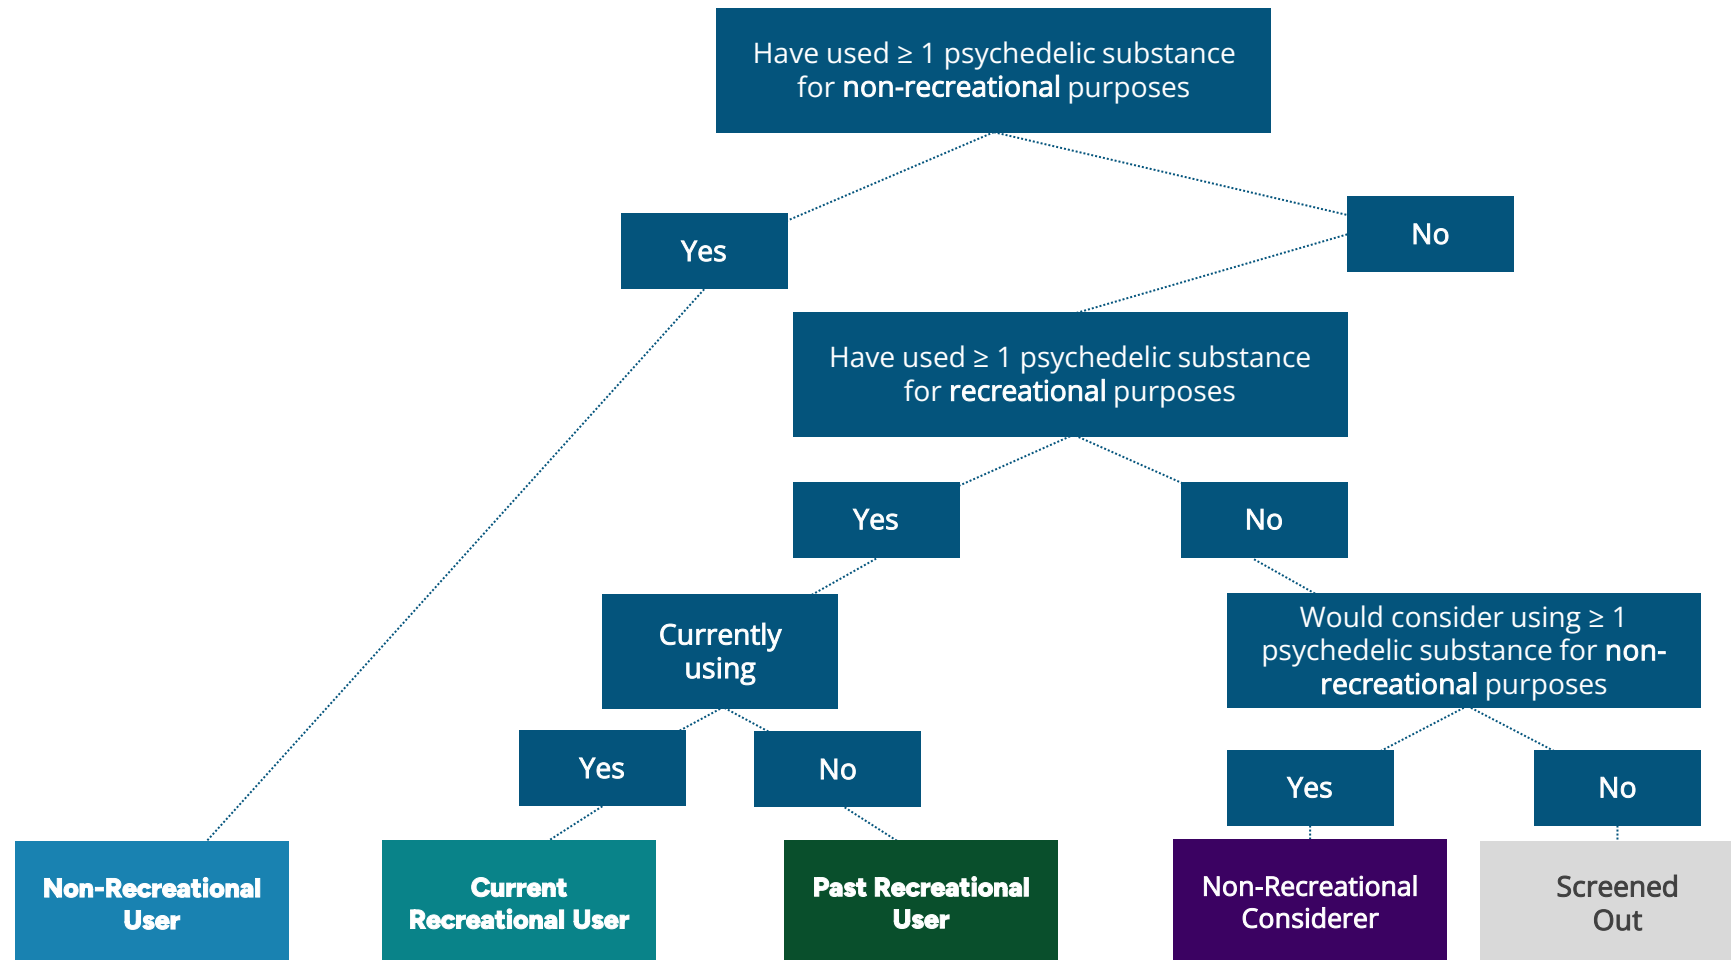 Have used ≥ 1 psychedelic substance
for non-recreational purposes
Yes
No
Have used ≥ 1 psychedelic substance
for recreational purposes
Yes
No
Currently
using
Would consider using ≥ 1
psychedelic substance for non-
recreational purposes
Yes
No
Yes
No
Non-Recreational
User
Current
Recreational User
Past Recreational
User
Non-Recreational
Considerer
Screened
Out